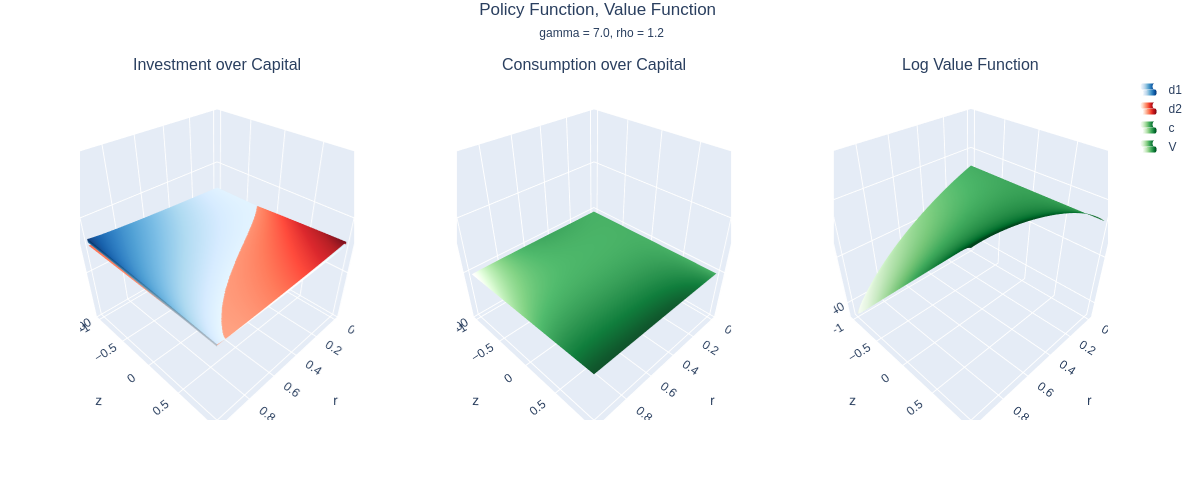 Policy Function, Value Function
gamma = 7.0, rho = 1.2
Investment over Capital
Consumption over Capital
Log Value Function
d1
d2
c
V
−0.5
0
0.5
z
0
0.2
0.4
0.6
0.8
r
−0.5
0
0.5
z
0
0.2
0.4
0.6
0.8
r
−1
−0.5
0
0.5
z
0
0.2
0.4
0.6
0.8
r